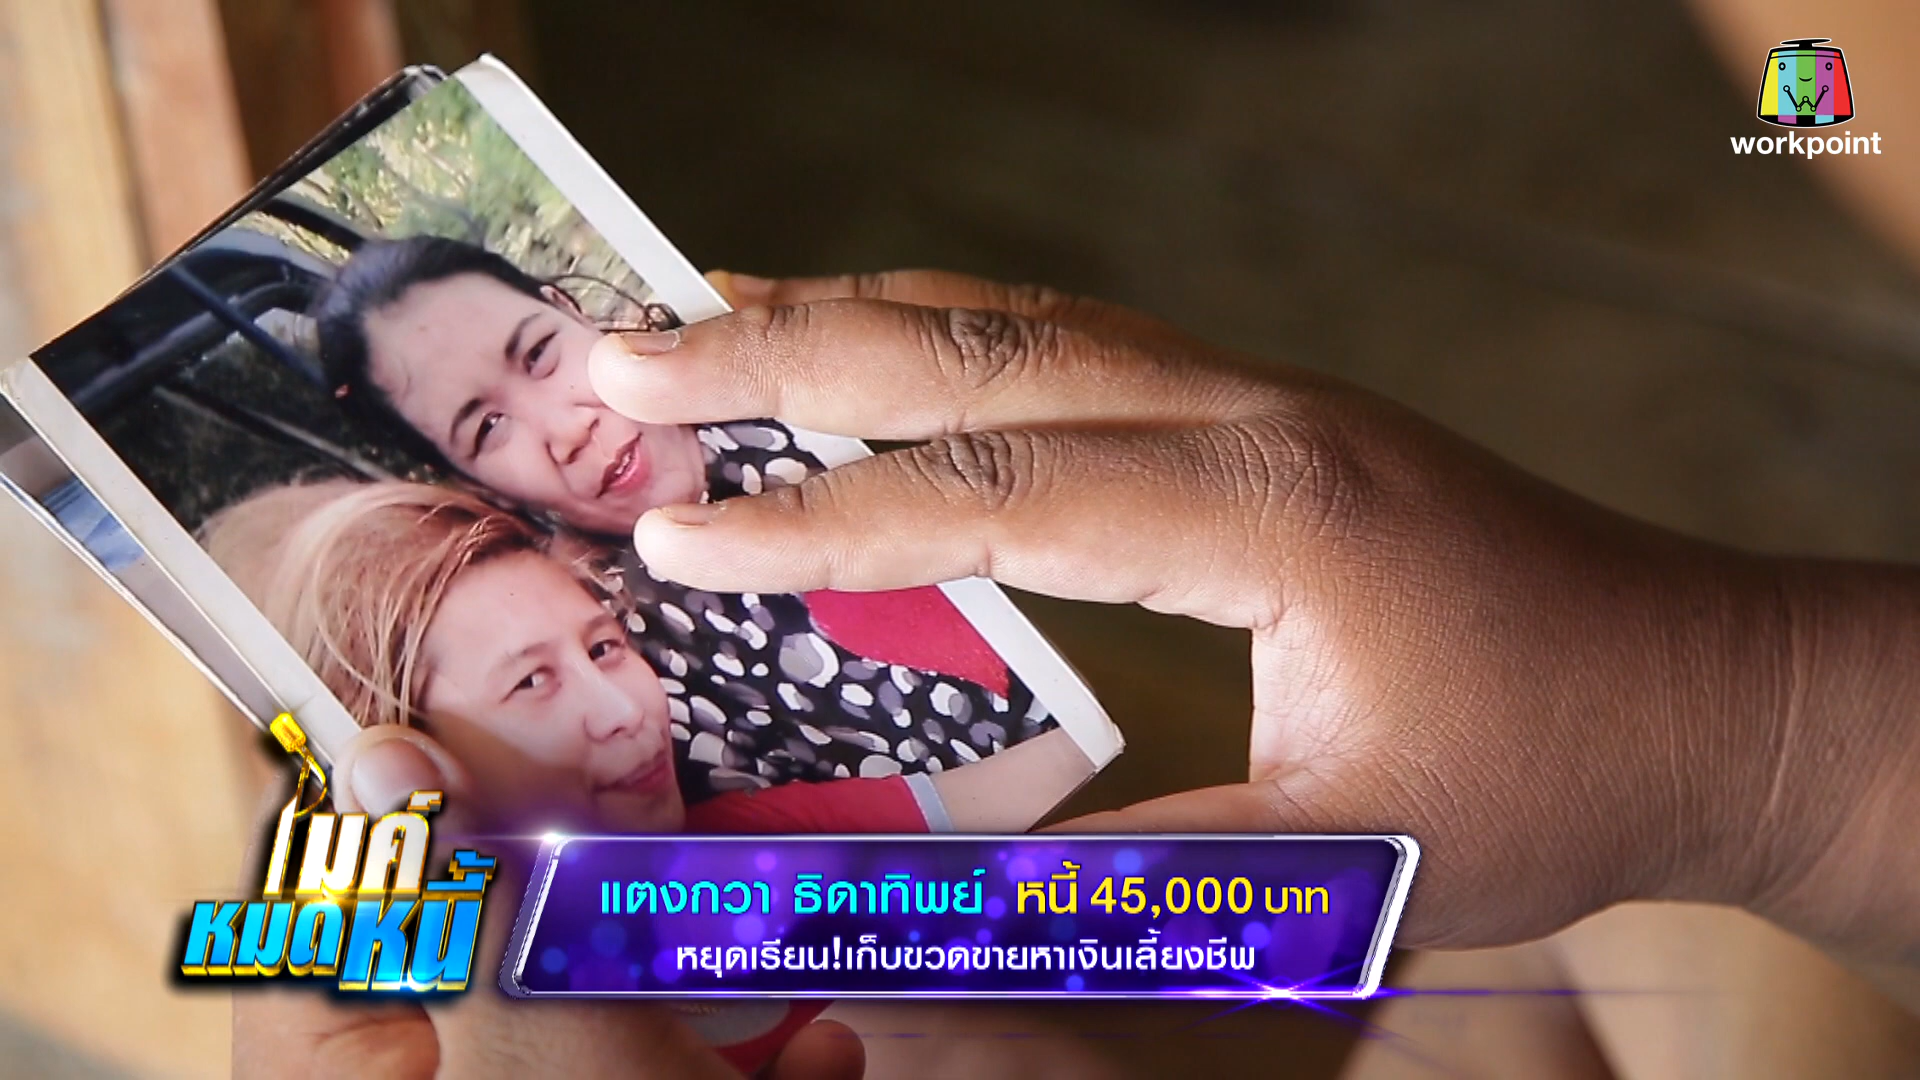 workpoint
ไมค์
หมดหนี้
แตงกวา ธิดาทิพย์ หนี้ 45,000 บาท
หยุดเรียน!เก็บขวดขายหาเงินเลี้ยงชีพ